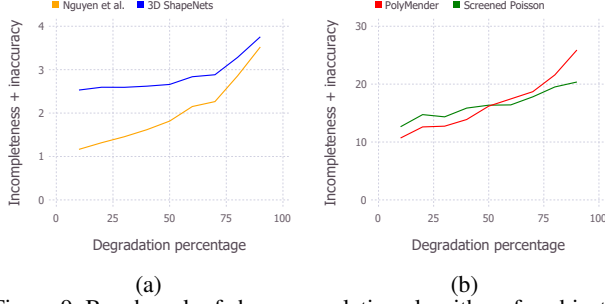 Nguyen et al. 3D ShapeNets
Incompleteness + inaccuracy
4
3
2
1
0
0 25 50 75 100
Degradation percentage
(a)
PolyMender Screened Poisson
Incompleteness + inaccuracy
30
20
10
0
0 25 50 75 100
Degradation percentage
(b)